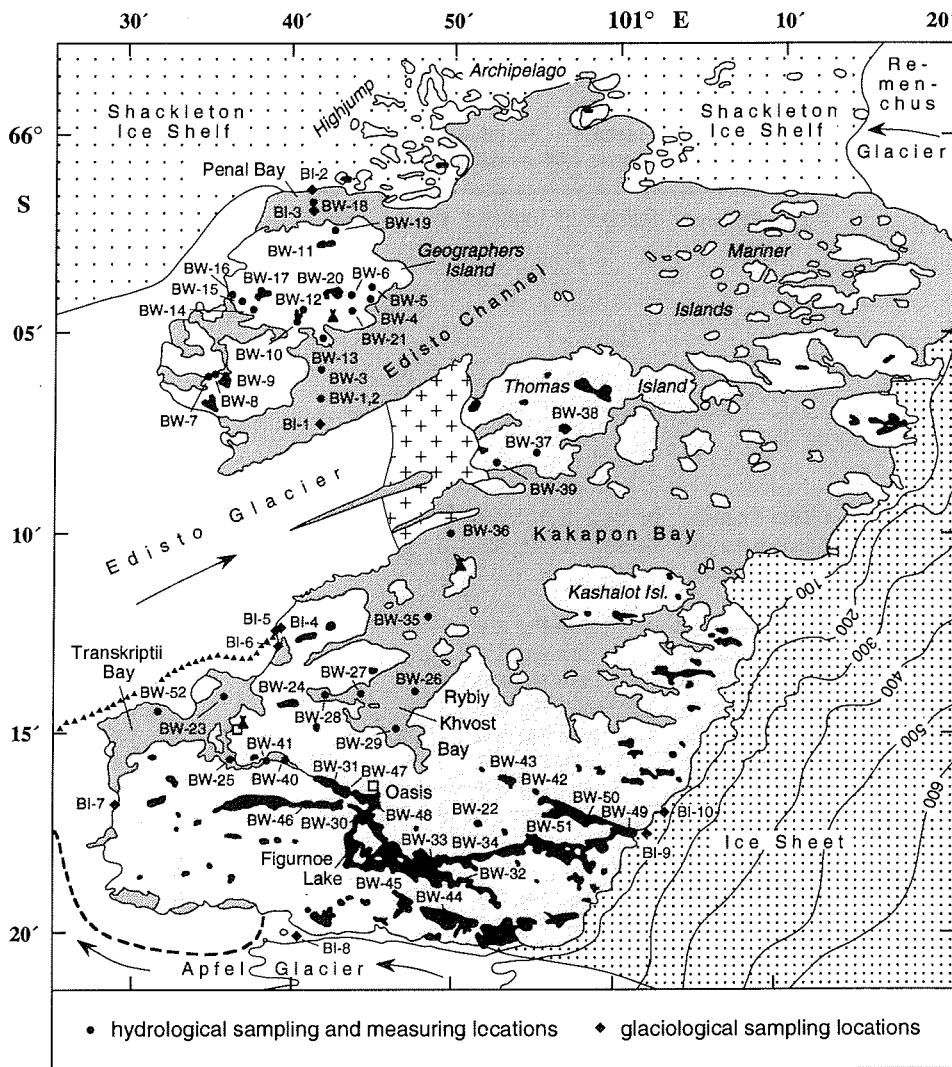 30´ 40´ 50´ 101° E 10´ 20´
Archipelago
Highjump
Shackleton
Ice Shelf
Shackleton
Ice Shelf
Re-
men-
chus
Glacier
66°
S
Penal Bay
BI-2
BI-3
BW-18
BW-19
BW-11
Geographers
Island
Mariner
Islands
BW-16
BW-17
BW-20
BW-6
BW-15
BW-12
BW-5
BW-14
BW-4
BW-21
05´
BW-10
BW-13
Edisto Channel
BW-3
BW-9
BW-8
BW-1,2
BW-7
BI-1
Thomas Island
BW-38
BW-37
BW-39
Edisto Glacier
10´
BW-36
Kakapon Bay
Kashalot Isl.
100
200
300
400
500
600
BI-5
BI-4
BI-6
BW-35
Transkriptii
Bay
BW-52
BW-24
BW-27
BW-26
Rybiy
Khvost
Bay
BW-23
BW-28
BW-29
15´
BW-41
BW-31
BW-47
BW-43
BW-25
BW-40
Oasis
BW-42
BI-7
BW-50
BW-46
BW-30
BW-48
BW-22
BW-49
BI-10
BW-51
BW-33
BW-34
BI-9
Ice Sheet
Figurnoe
Lake
BW-45
BW-32
BW-44
20´
BI-8
Apfel Glacier
hydrological sampling and measuring locations
glaciological sampling locations